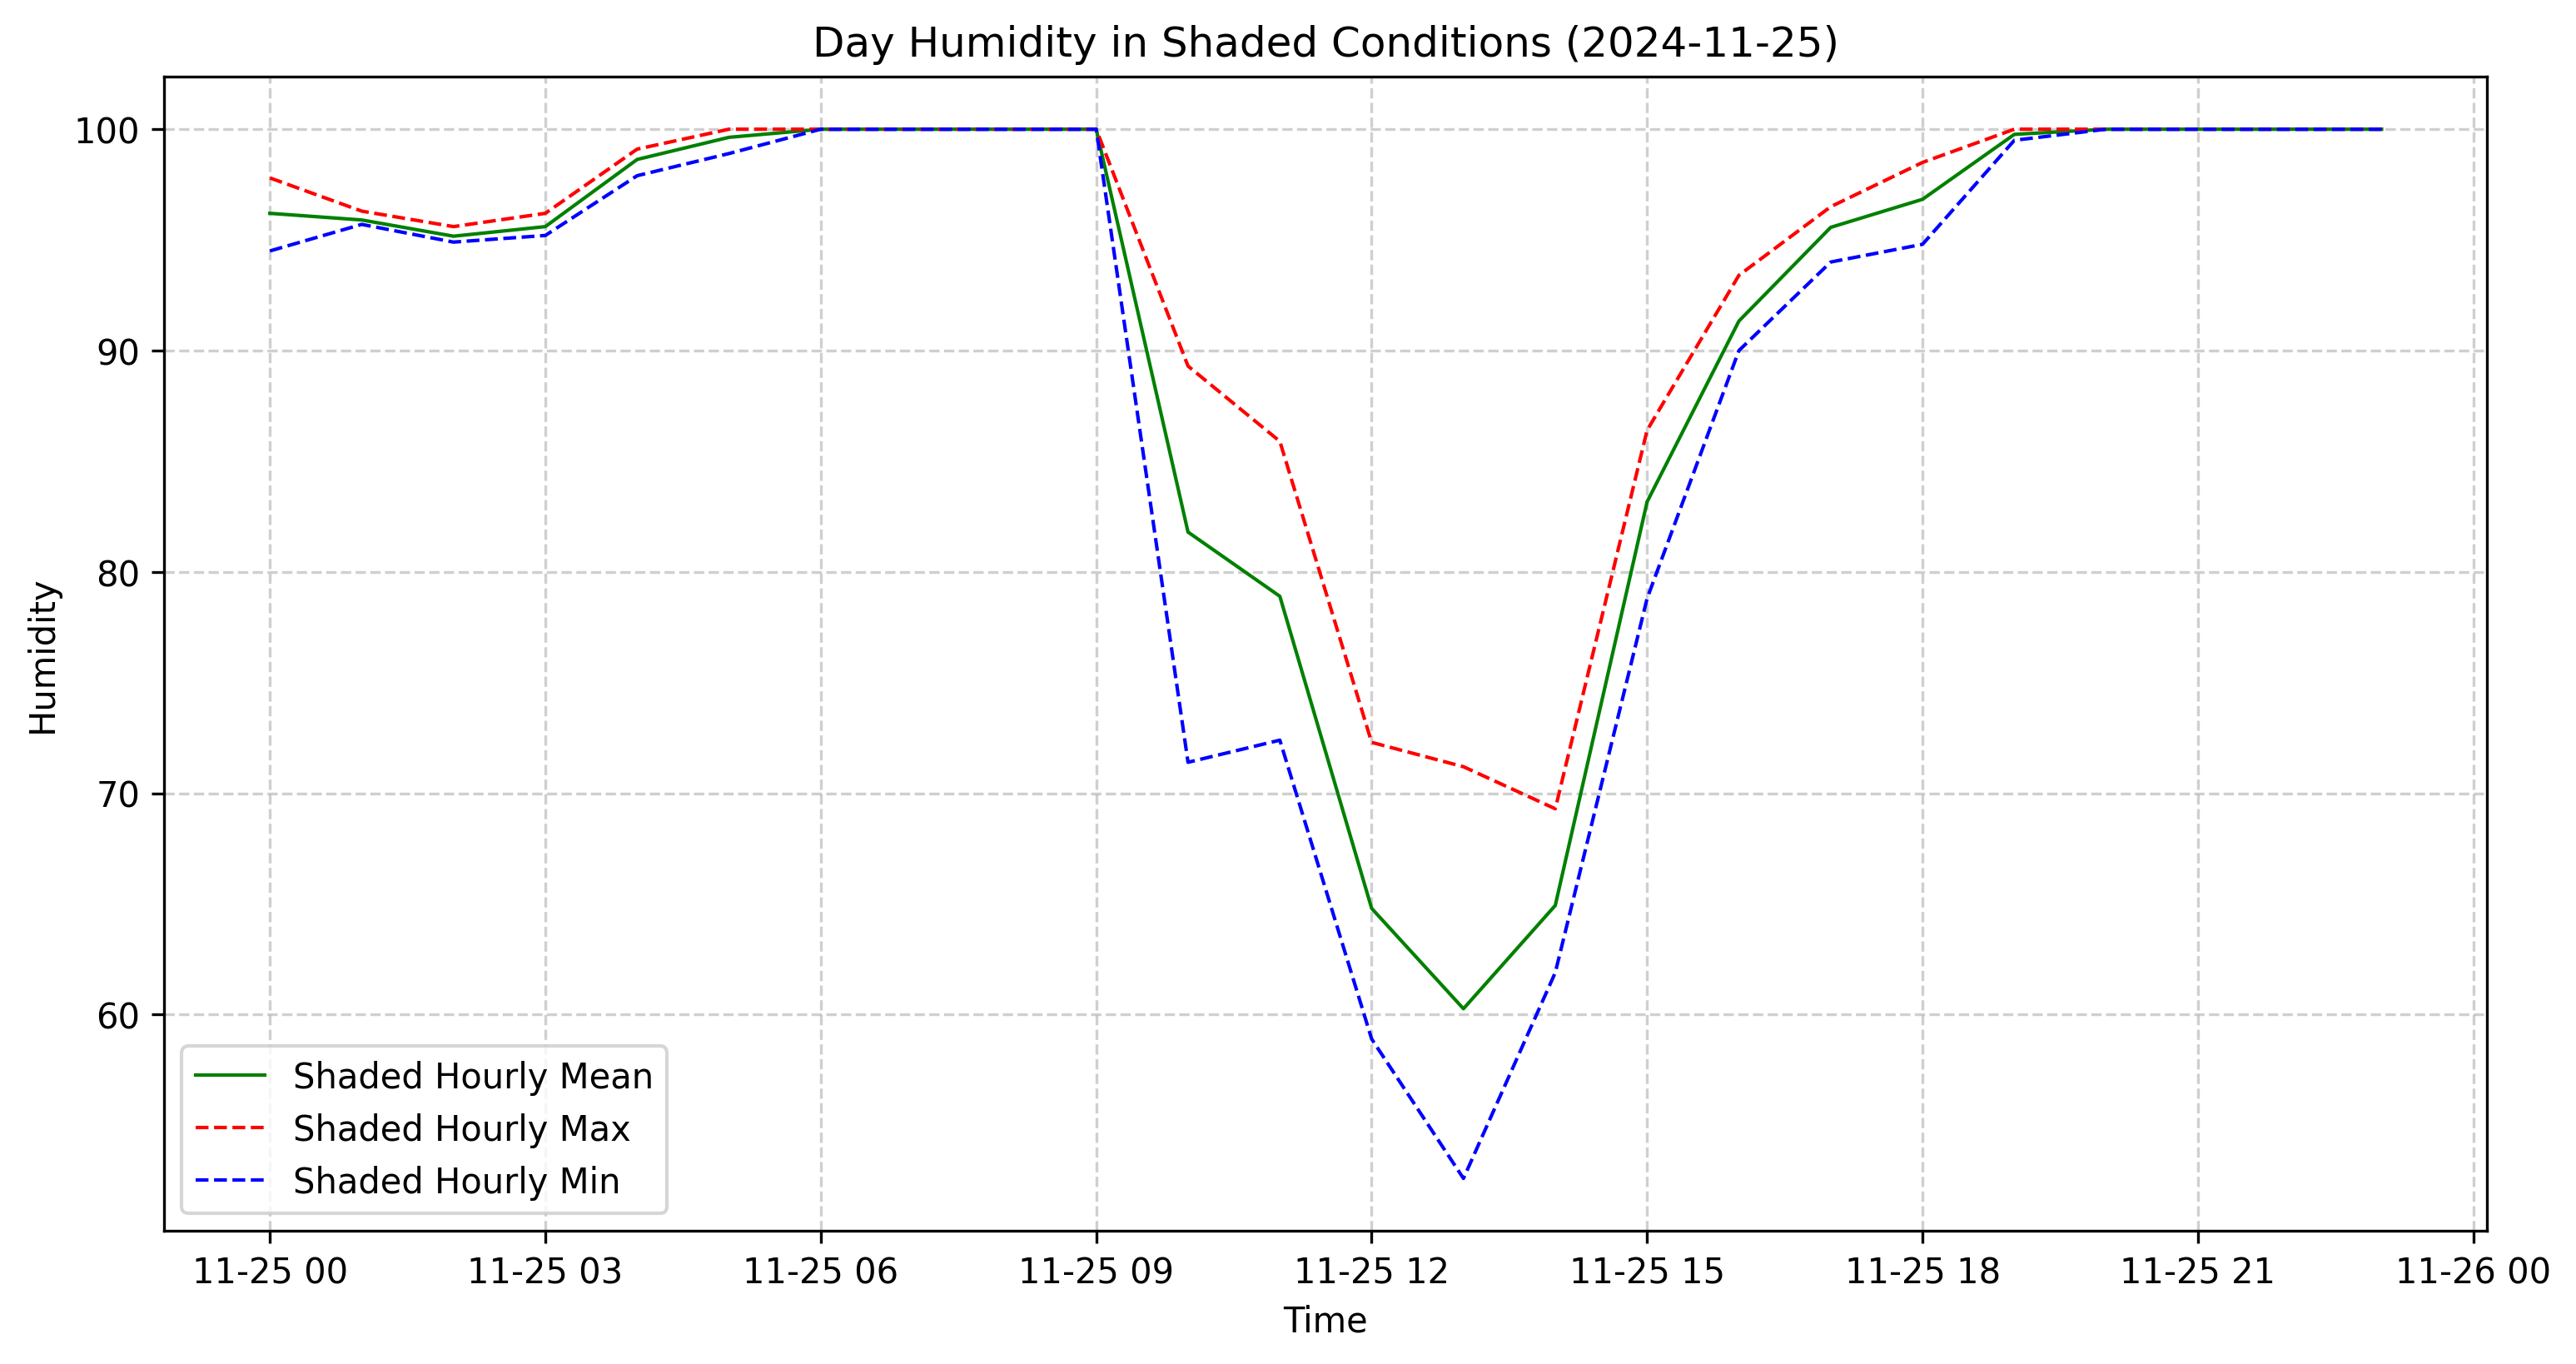 Day Humidity in Shaded Conditions (2024-11-25)
Humidity
100
90
80
70
60
Shaded Hourly Mean
Shaded Hourly Max
Shaded Hourly Min
11-25 00 11-25 03 11-25 06 11-25 09 11-25 12 11-25 15 11-25 18 11-25 21 11-26 00
Time